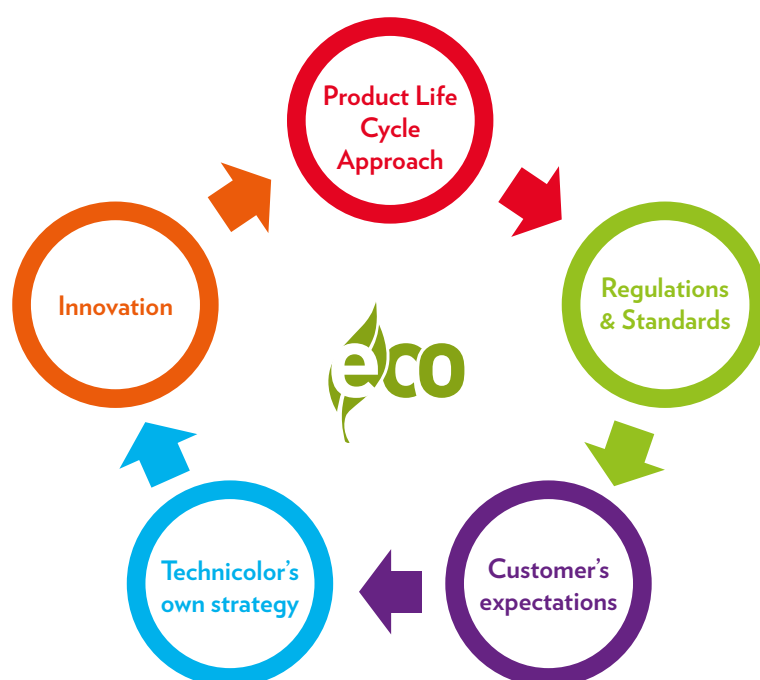 Product Life
Cycle
Approach
Innovation
Regulations
& Standards
eco
Technicolor’s
own strategy
Customer’s
expectations